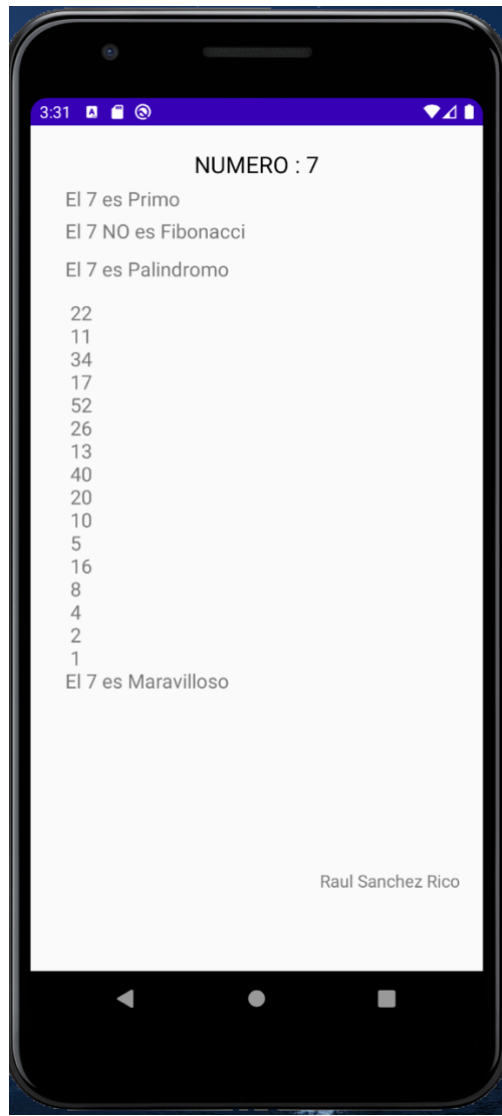 3:31
NUMERO : 7
El 7 es Primo
El 7 NO es Fibonacci
El 7 es Palindromo
22
11
34
17
52
26
13
40
20
10
5
16
8
4
2
1
El 7 es Maravilloso
Raul Sanchez Rico